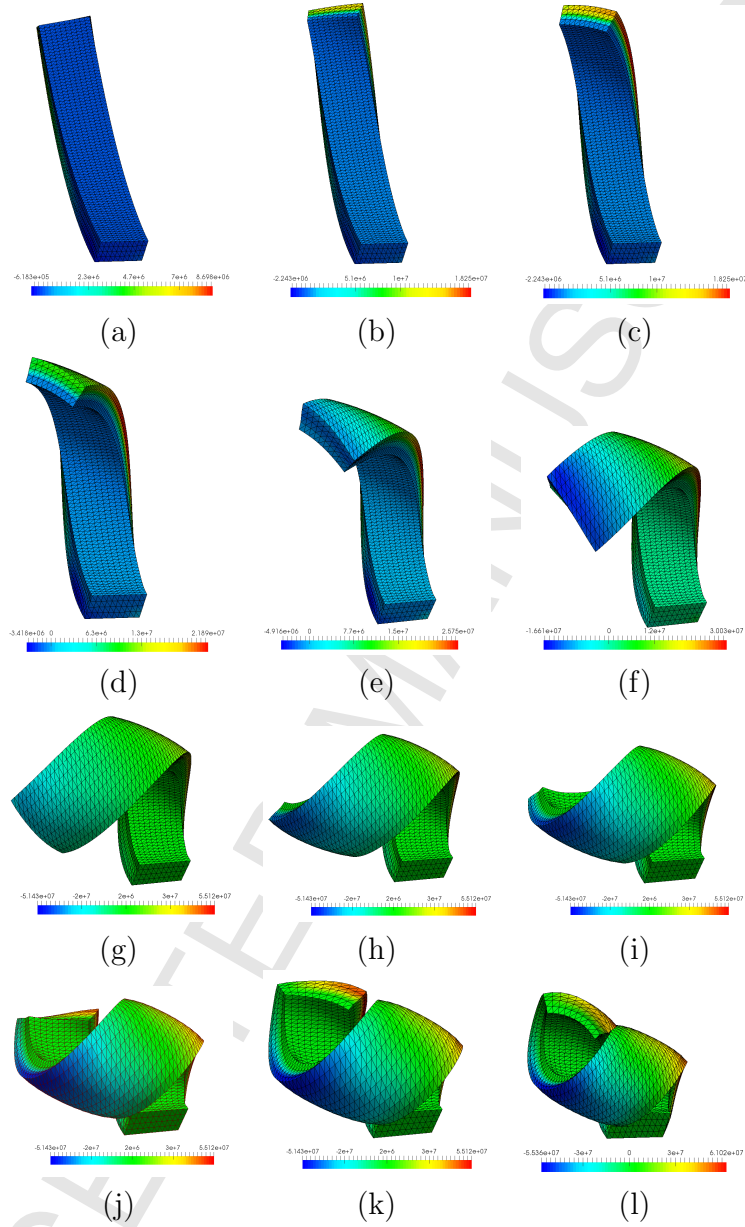 -6.183e+05 2.3e+6 4.7e+6 7e+6 8.698e+06
-2.243e+06 5.1e+6 1e+7 1.825e+07
-2.243e+06 5.1e+6 1e+7 1.825e+07
(a) (b) (c)
-3.418e+06 0 6.3e+6 1.3e+7 2.189e+07
-4.916e+06 0 7.7e+6 1.5e+7 2.575e+07
-1.661e+07 0 1.2e+7 3.003e+07
(d) (e) (f)
-5.143e+07 -2e+7 2e+6 3e+7 5.512e+07
-5.143e+07 -2e+7 2e+6 3e+7 5.512e+07
-5.143e+07 -2e+7 2e+6 3e+7 5.512e+07
(g) (h) (i)
-5.143e+07 -2e+7 2e+6 3e+7 5.512e+07
-5.143e+07 -2e+7 2e+6 3e+7 5.512e+07
-5.536e+07 -3e+7 0 3e+7 6.102e+07
(j) (k) (l)